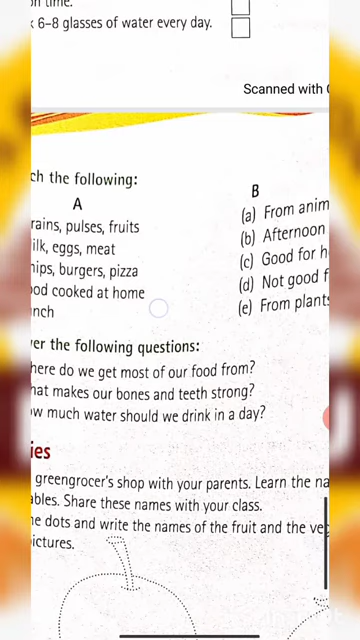 on time.
6–8 glasses of water every day.
Scanned with
ch the following:
A
B
rains, pulses, fruits
(a) From anim
ilk, eggs, meat
(b) Afternoon
hips, burgers, pizza
(c) Good for h
od cooked at home
(d) Not good f
nch
(e) From plants
er the following questions:
here do we get most of our food from?
hat makes our bones and teeth strong?
ow much water should we drink in a day?
ies
greengrocer's shop with your parents. Learn the na
ables. Share these names with your class.
he dots and write the names of the fruit and the veg
ictures.